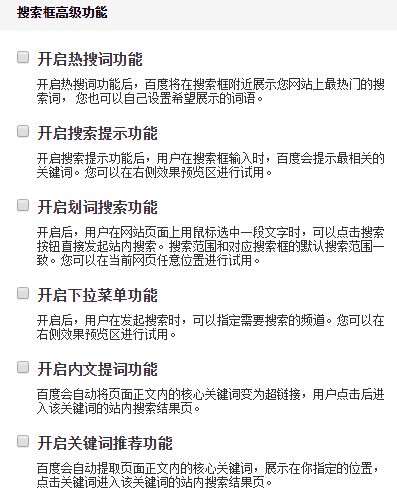 搜索框高级功能
开启热搜词功能
开启热搜词功能后，百度将在搜索框附近展示您网站上最热门的搜
索词， 您也可以自己设置希望展示的词语。
开启搜索提示功能
开启搜索提示功能后，用户在搜索框输入时，百度会提示最相关的
关键词。您可以在右侧效果预览区进行试用。
开启划词搜索功能
开启后，用户在网站页面上用鼠标选中一段文字时，可以点击搜索
按钮直接发起站内搜索。搜索范围和对应搜索框的默认搜索范围一
致。您可以在当前网页任意位置进行试用。
开启下拉菜单功能
开启后，用户在发起搜索时，可以指定需要搜索的频道。您可以在
右侧效果预览区进行试用。
开启内文提词功能
百度会自动将页面正文内的核心关键词变为超链接，用户点击后进
入该关键词的站内搜索结果页。
开启关键词推荐功能
百度会自动提取页面正文内的核心关键词，展示在你指定的位置，
点击关键词进入该关键词的站内搜索结果页。